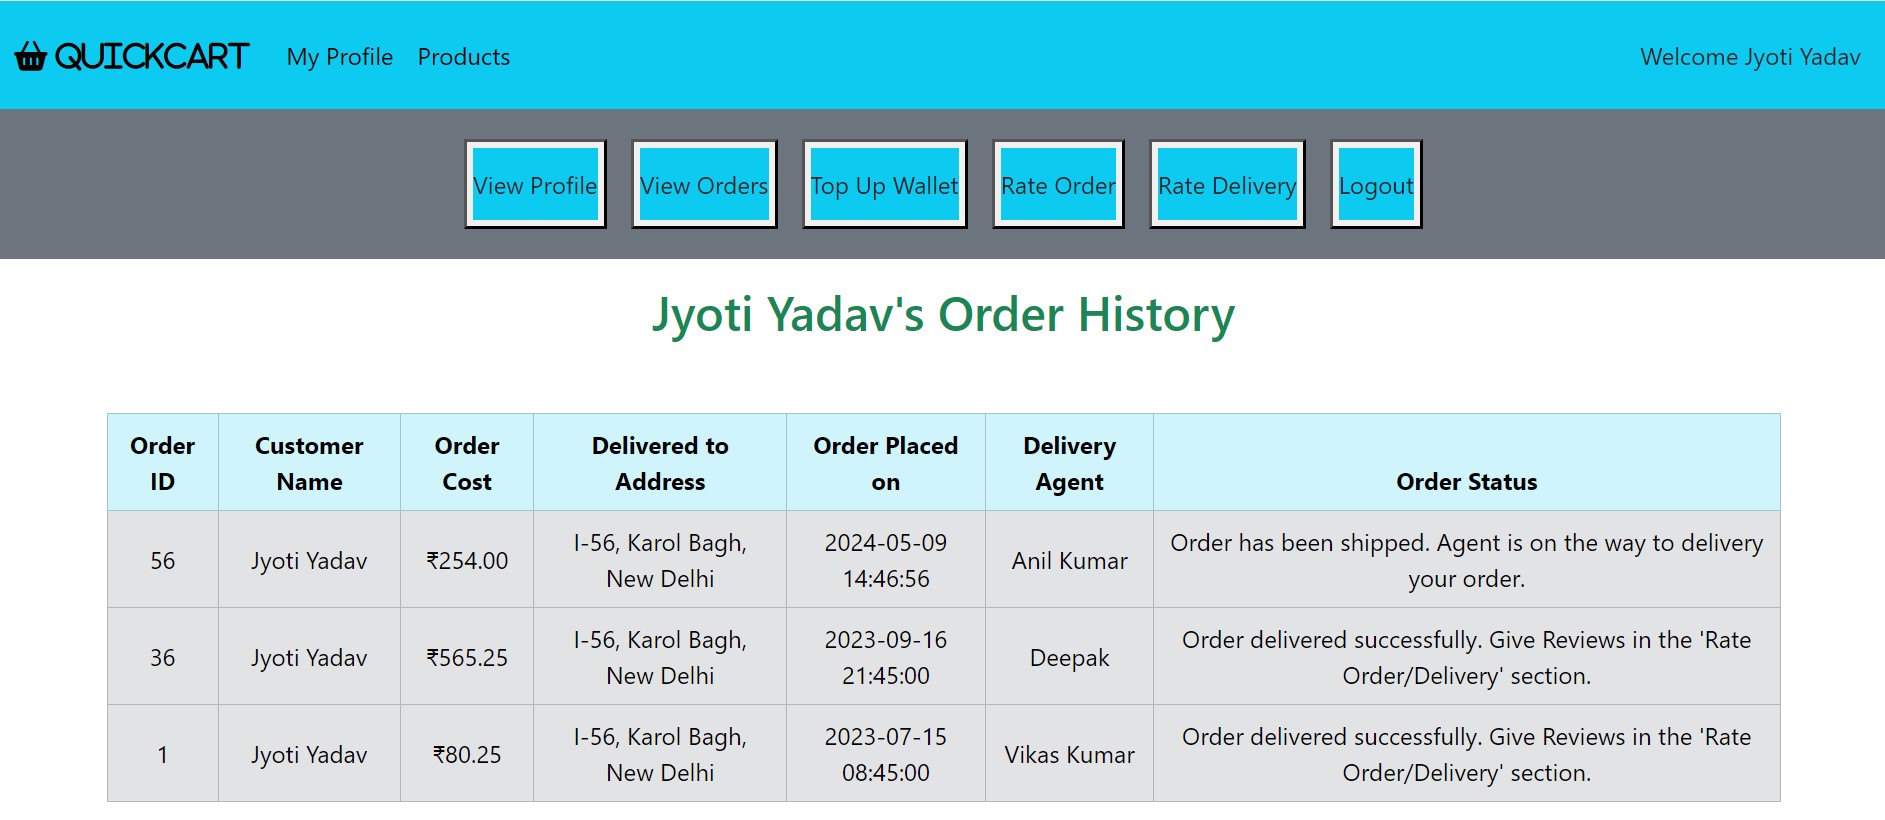 QUICKCART My Profile Products Welcome Jyoti Yadav
View Profile View Orders Top Up Wallet Rate Order Rate Delivery Logout
Jyoti Yadav's Order History
Order ID Customer Name Order Cost Delivered to Address Order Placed on Delivery Agent Order Status
56 Jyoti Yadav ₹254.00 I-56, Karol Bagh, New Delhi 2024-05-09 14:46:56 Anil Kumar Order has been shipped. Agent is on the way to delivery your order.
36 Jyoti Yadav ₹565.25 I-56, Karol Bagh, New Delhi 2023-09-16 21:45:00 Deepak Order delivered successfully. Give Reviews in the 'Rate Order/Delivery' section.
1 Jyoti Yadav ₹80.25 I-56, Karol Bagh, New Delhi 2023-07-15 08:45:00 Vikas Kumar Order delivered successfully. Give Reviews in the 'Rate Order/Delivery' section.